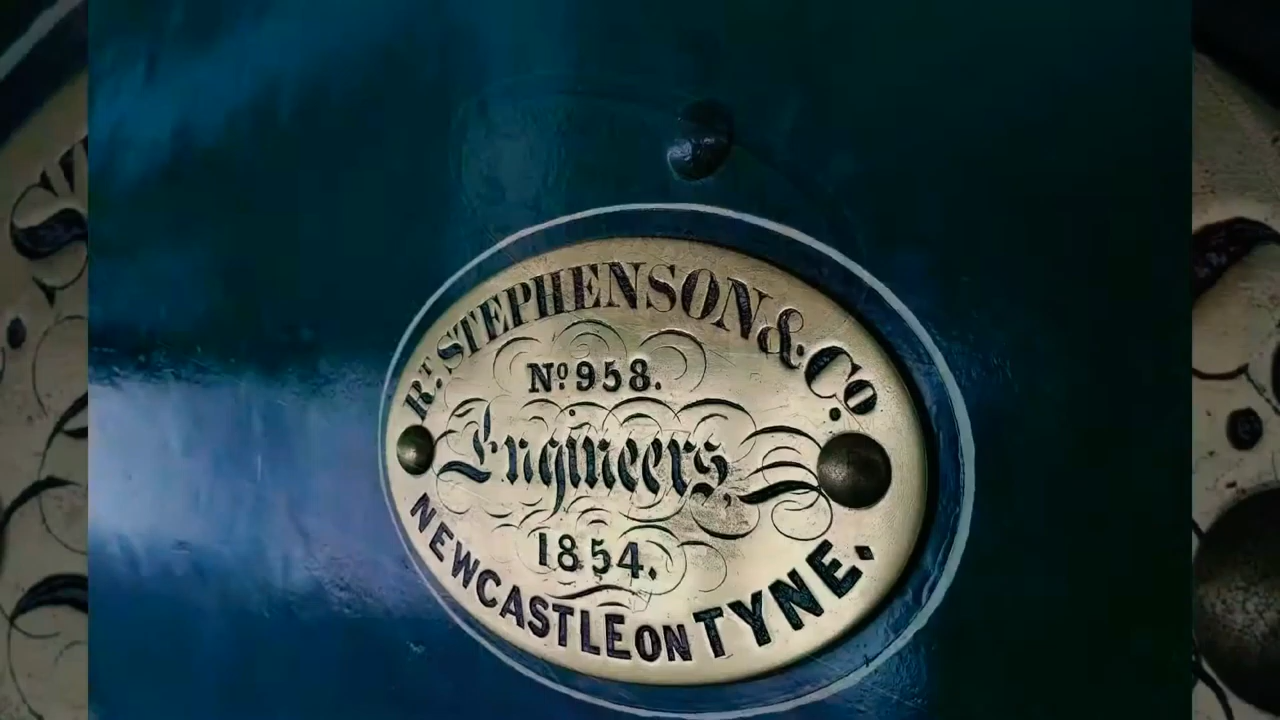 RT STEPHENSON & Co.
No 958.
Engineers,
1854.
NEWCASTLE ON TYNE.